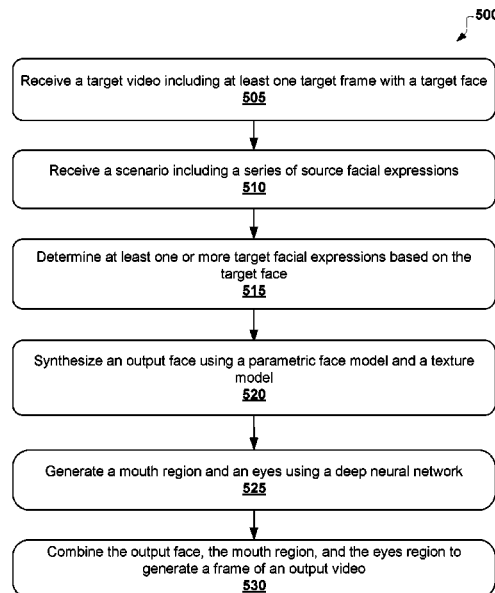 500
Receive a target video including at least one target frame with a target face
505
Receive a scenario including a series of source facial expressions
510
Determine at least one or more target facial expressions based on the
target face
515
Synthesize an output face using a parametric face model and a texture
model
520
Generate a mouth region and an eyes using a deep neural network
525
Combine the output face, the mouth region, and the eyes region to
generate a frame of an output video
530